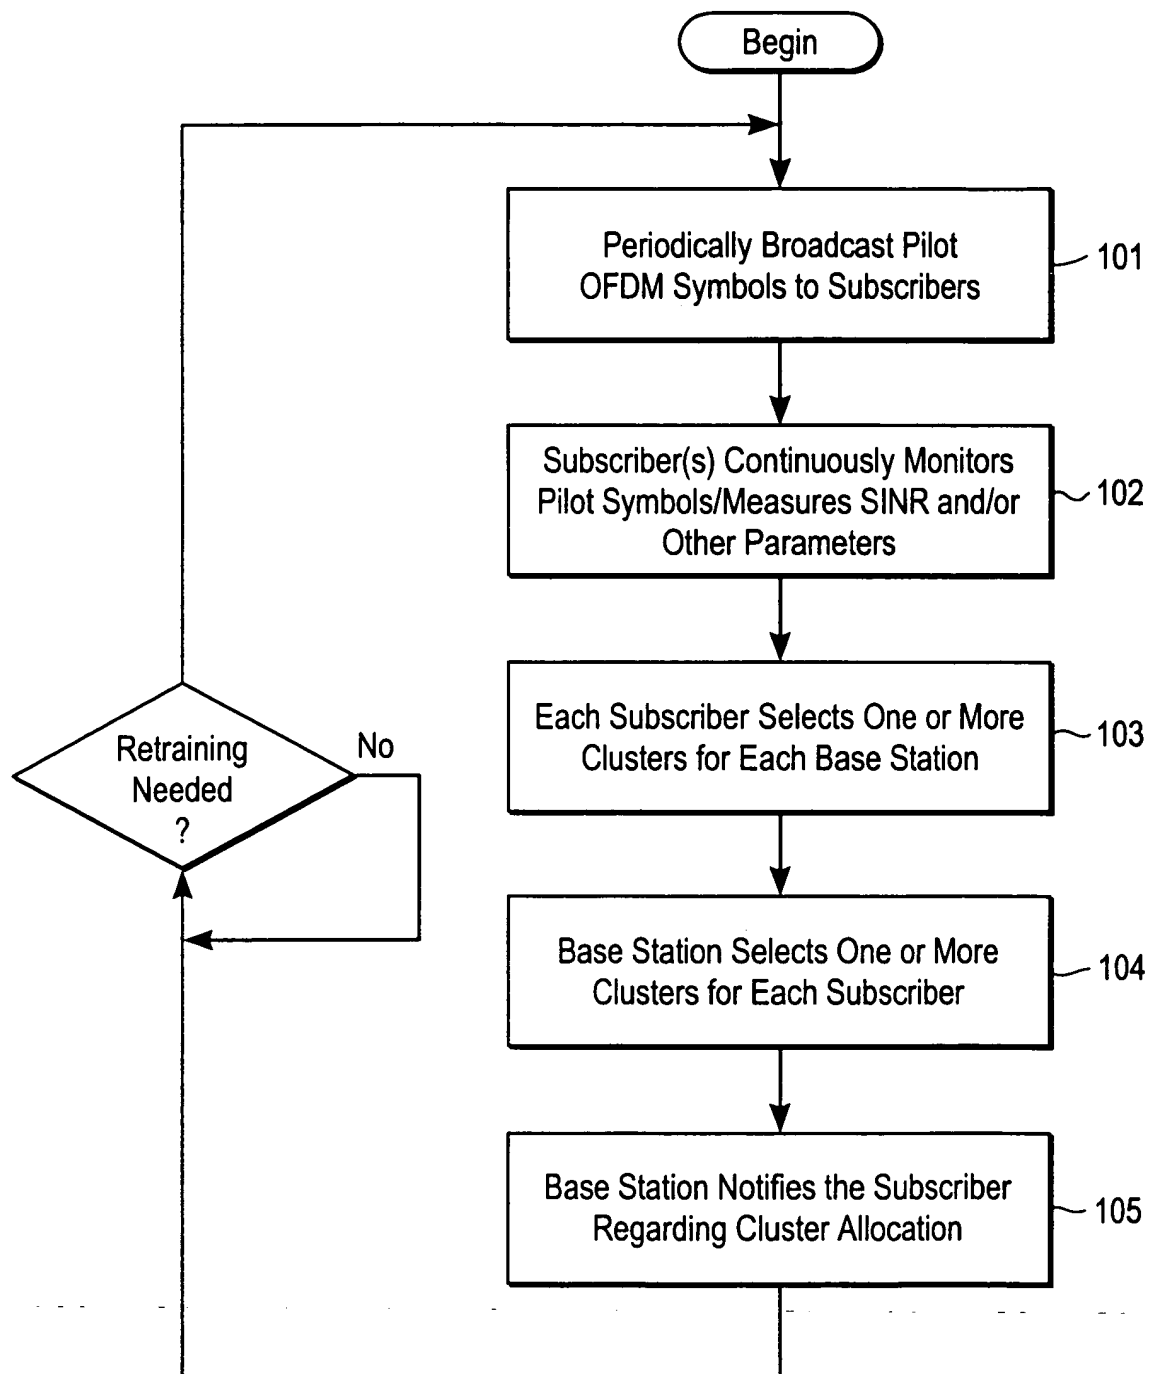 Begin
Periodically Broadcast Pilot
OFDM Symbols to Subscribers
101
Subscriber(s) Continuously Monitors
Pilot Symbols/Measures SINR and/or
Other Parameters
102
Each Subscriber Selects One or More
Clusters for Each Base Station
103
Retraining
Needed
?
No
Base Station Selects One or More
Clusters for Each Subscriber
104
Base Station Notifies the Subscriber
Regarding Cluster Allocation
105